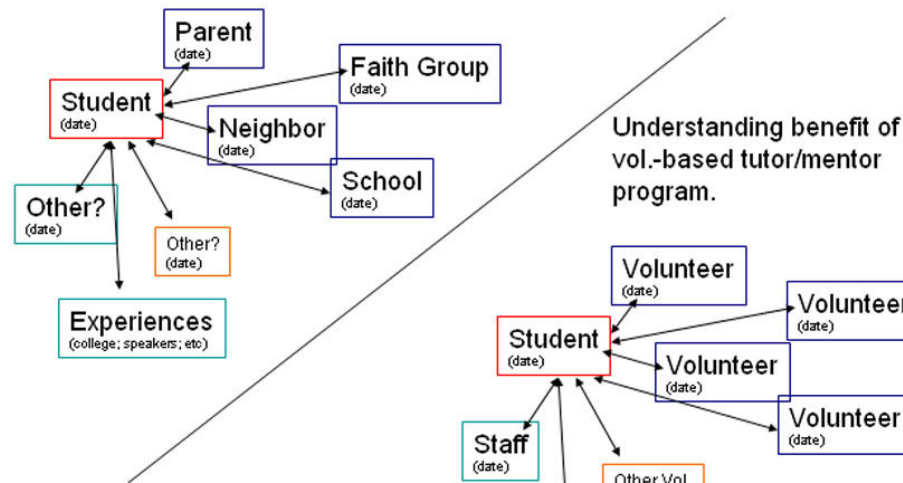 Parent
(date)
Faith Group
(date)
Student
(date)
Neighbor
(date)
School
(date)
Other?
(date)
Other?
(date)
Experiences
(college; speakers; etc)
Understanding benefit of
vol.-based tutor/mentor
program.
Volunteer
(date)
Volunteer
(date)
Student
(date)
Volunteer
(date)
Volunteer
(date)
Staff
(date)
Other Vol